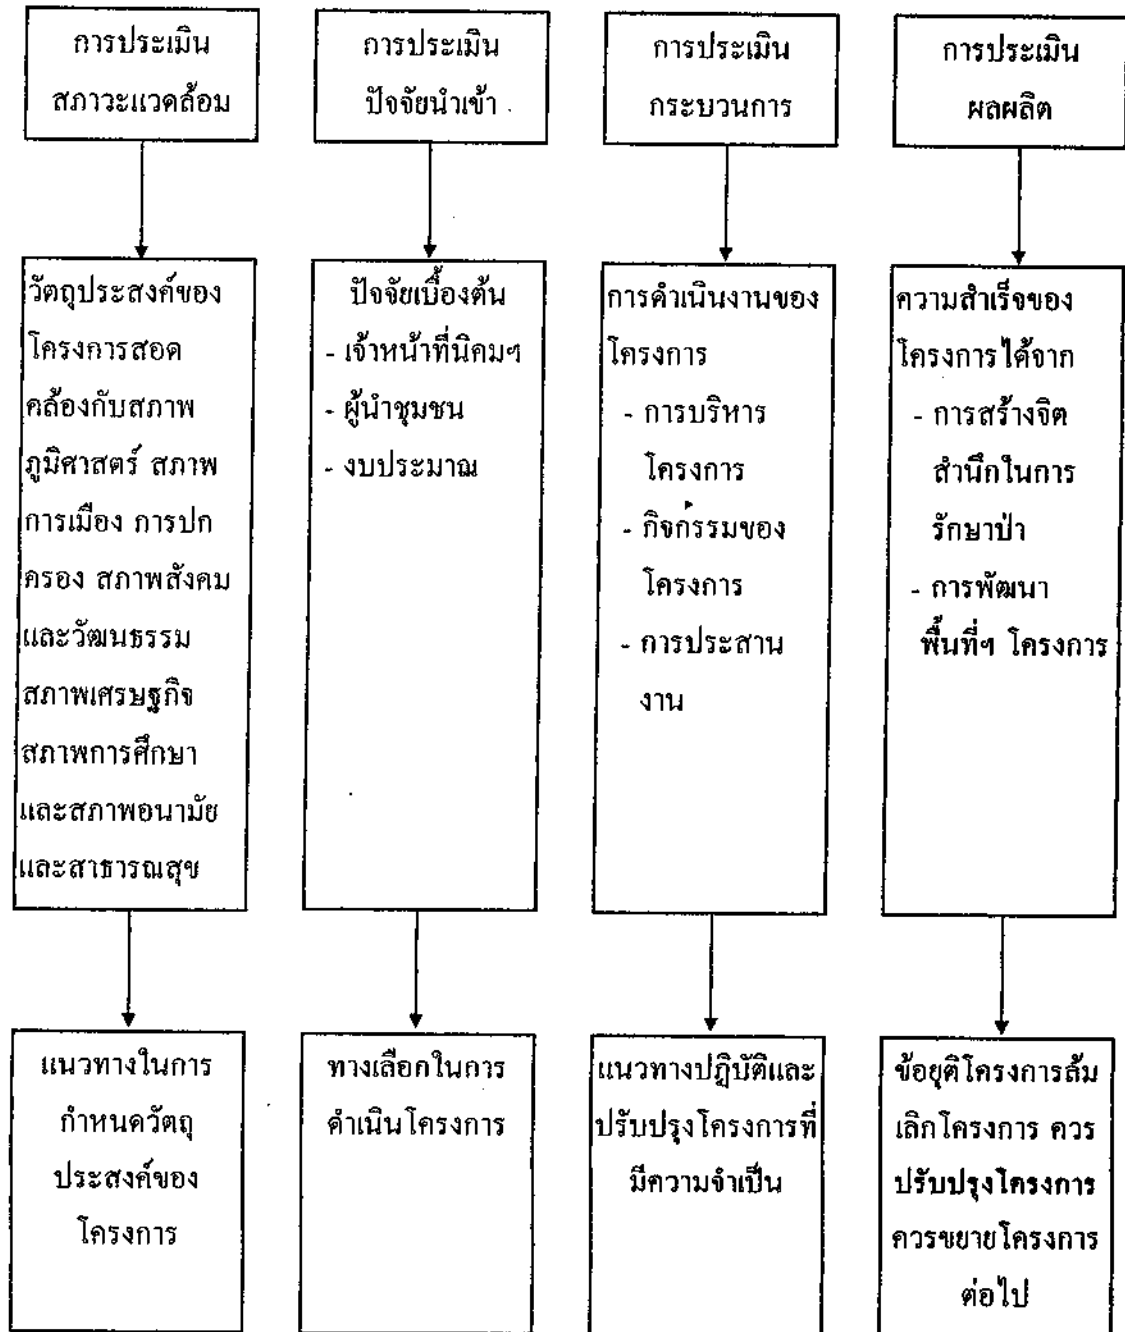 การประเมิน
สภาวะแวดล้อม
การประเมิน
ปัจจัยนำเข้า
การประเมิน
กระบวนการ
การประเมิน
ผลผลิต
วัตถุประสงค์ของ
โครงการสอด
คล้องกับสภาพ
ภูมิศาสตร์ สภาพ
การเมือง การปก
ครอง สภาพสังคม
และวัฒนธรรม
สภาพเศรษฐกิจ
สภาพการศึกษา
และสภาพอนามัย
และสาธารณสุข
ปัจจัยเบื้องต้น
- เจ้าหน้าที่นิคมฯ
- ผู้นำชุมชน
- งบประมาณ
การดำเนินงานของ
โครงการ
- การบริหาร
โครงการ
- กิจกรรมของ
โครงการ
- การประสาน
งาน
ความสำเร็จของ
โครงการได้จาก
- การสร้างจิต
สำนึกในการ
รักษาป่า
- การพัฒนา
พื้นที่ฯ โครงการ
แนวทางในการ
กำหนดวัตถุ
ประสงค์ของ
โครงการ
ทางเลือกในการ
ดำเนินโครงการ
แนวทางปฏิบัติและ
ปรับปรุงโครงการที่
มีความจำเป็น
ข้อยุติโครงการล้ม
เลิกโครงการ ควร
ปรับปรุงโครงการ
ควรขยายโครงการ
ต่อไป